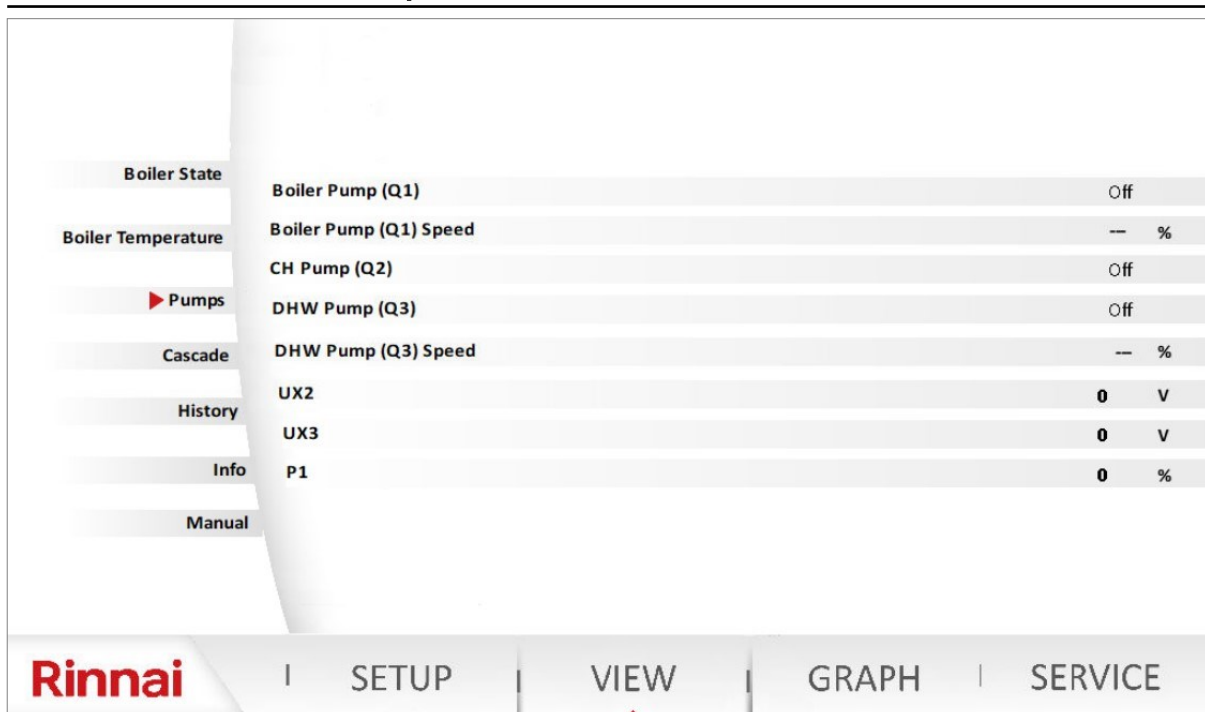 Boiler State
Boiler Temperature
Pumps
Cascade
History
Info
Manual
Boiler Pump (Q1) Off
Boiler Pump (Q1) Speed --- %
CH Pump (Q2) Off
DHW Pump (Q3) Off
DHW Pump (Q3) Speed --- %
UX2 0 V
UX3 0 V
P1 0 %
Rinnai SETUP VIEW GRAPH SERVICE